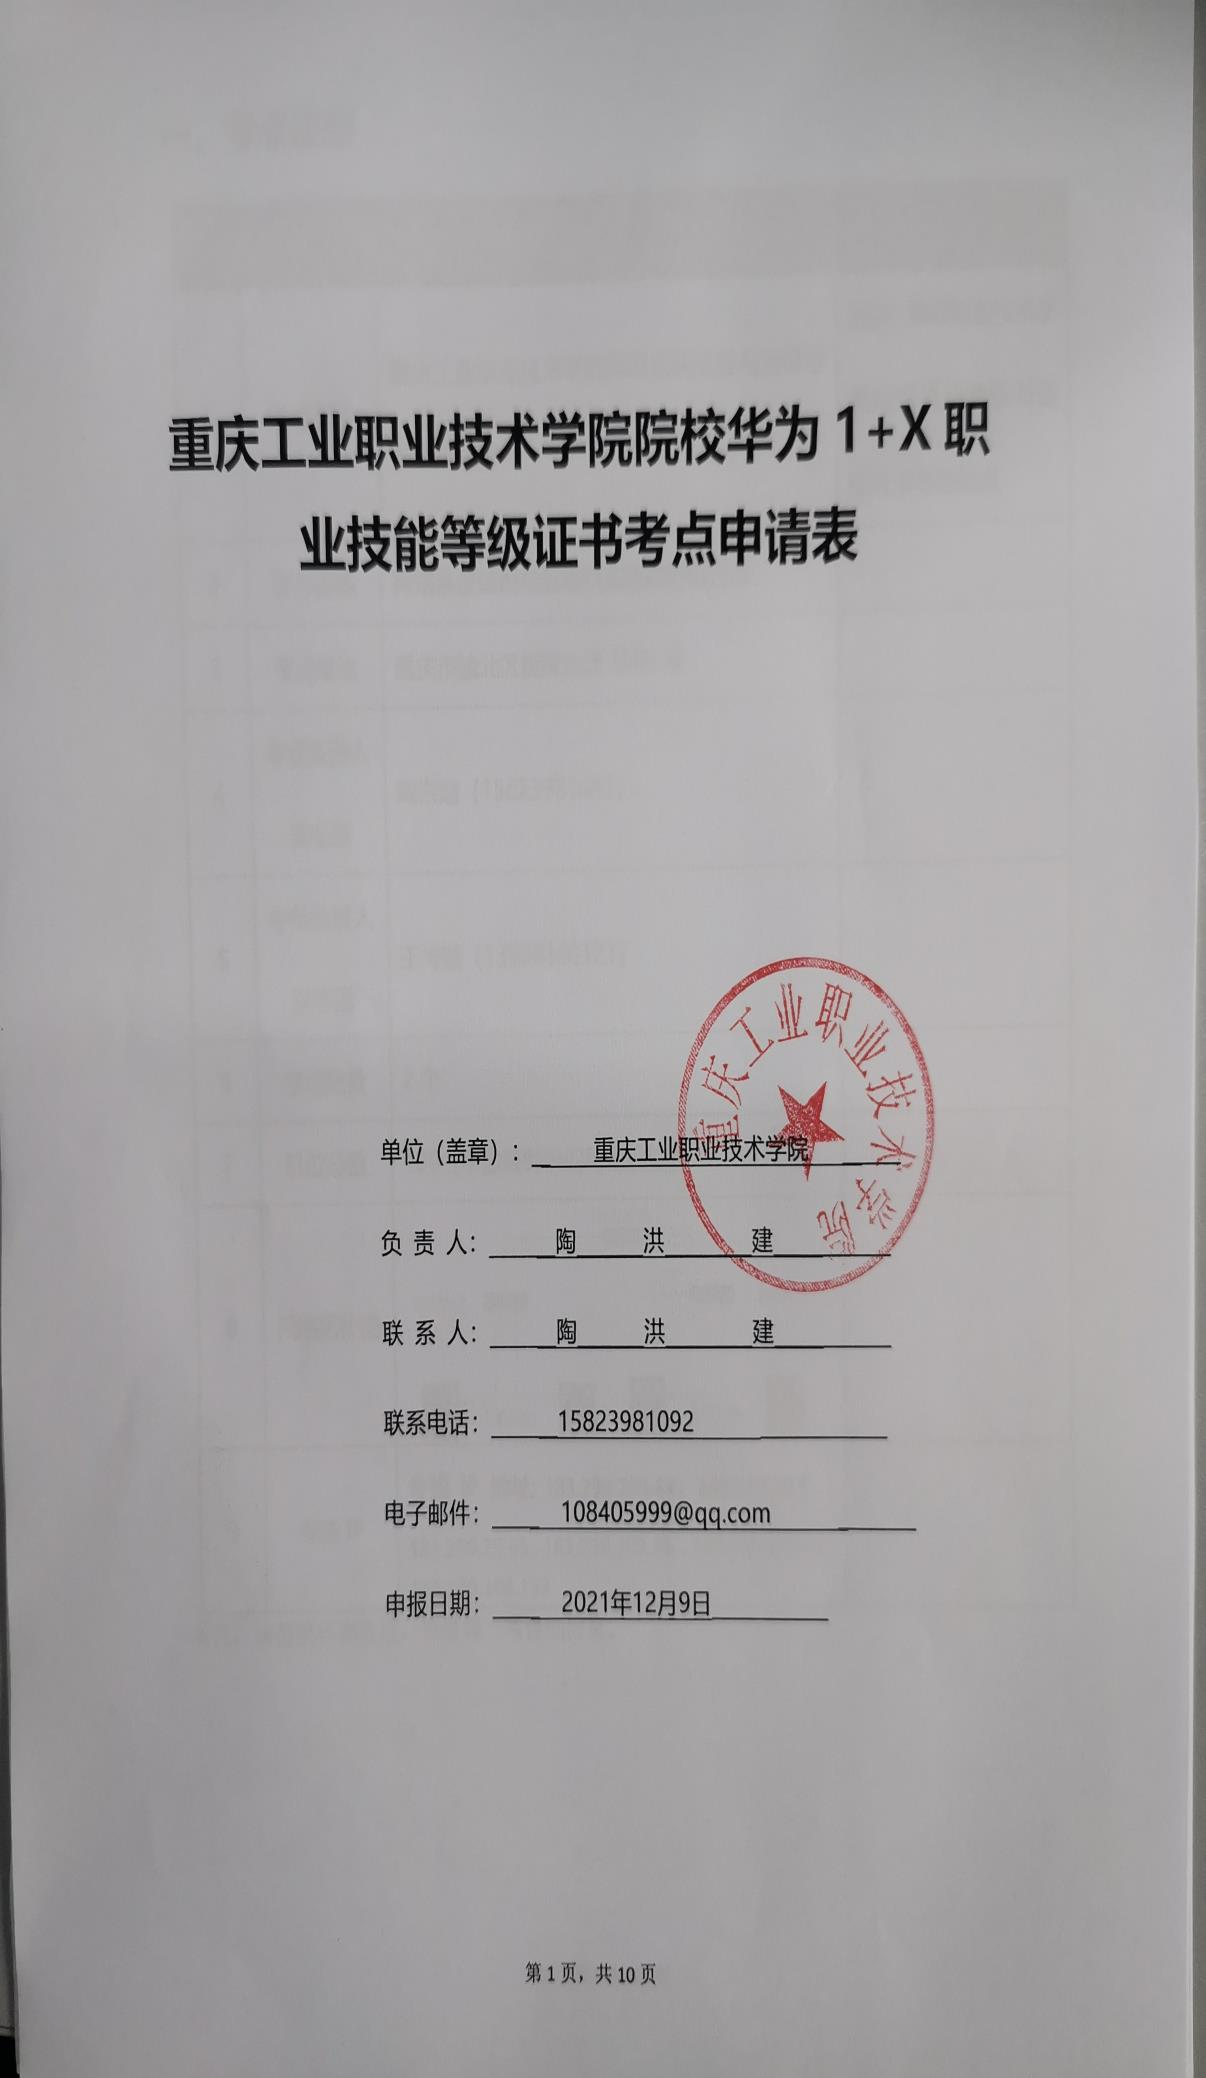 重庆工业职业技术学院院校华为 1+X 职
业技能等级证书考点申请表
重庆工业职业技术学院
单位（盖章）： 重庆工业职业技术学院
负 责 人： 陶 洪 建
联 系 人： 陶 洪 建
联系电话： 15823981092
电子邮件： 108405999@qq.com
申报日期： 2021年12月9日
第 1 页，共 10 页